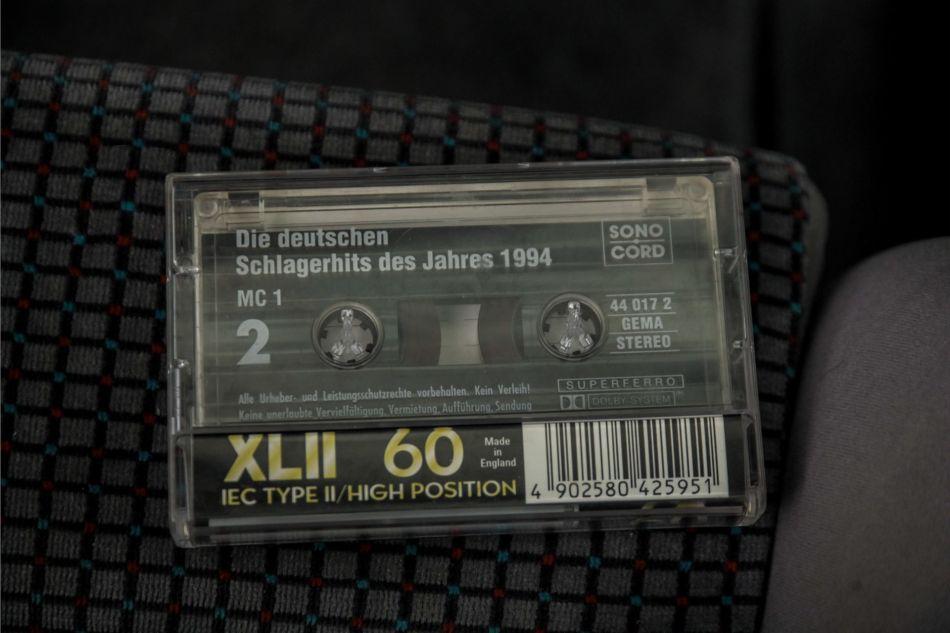 Die deutschen
Schlagerhits des Jahres 1994
SONO
CORD
MC 1
2
44 017 2
GEMA
STEREO
Alle Urheber- und Leistungsschutzrechte vorbehalten. Kein Verleih!
Keine unerlaubte Vervielfältigung, Vermietung, Aufführung, Sendung
SUPERFERRO
DOLBY SYSTEM
XLII 60
Made
in
England
IEC TYPE II/HIGH POSITION
4 902580 425951